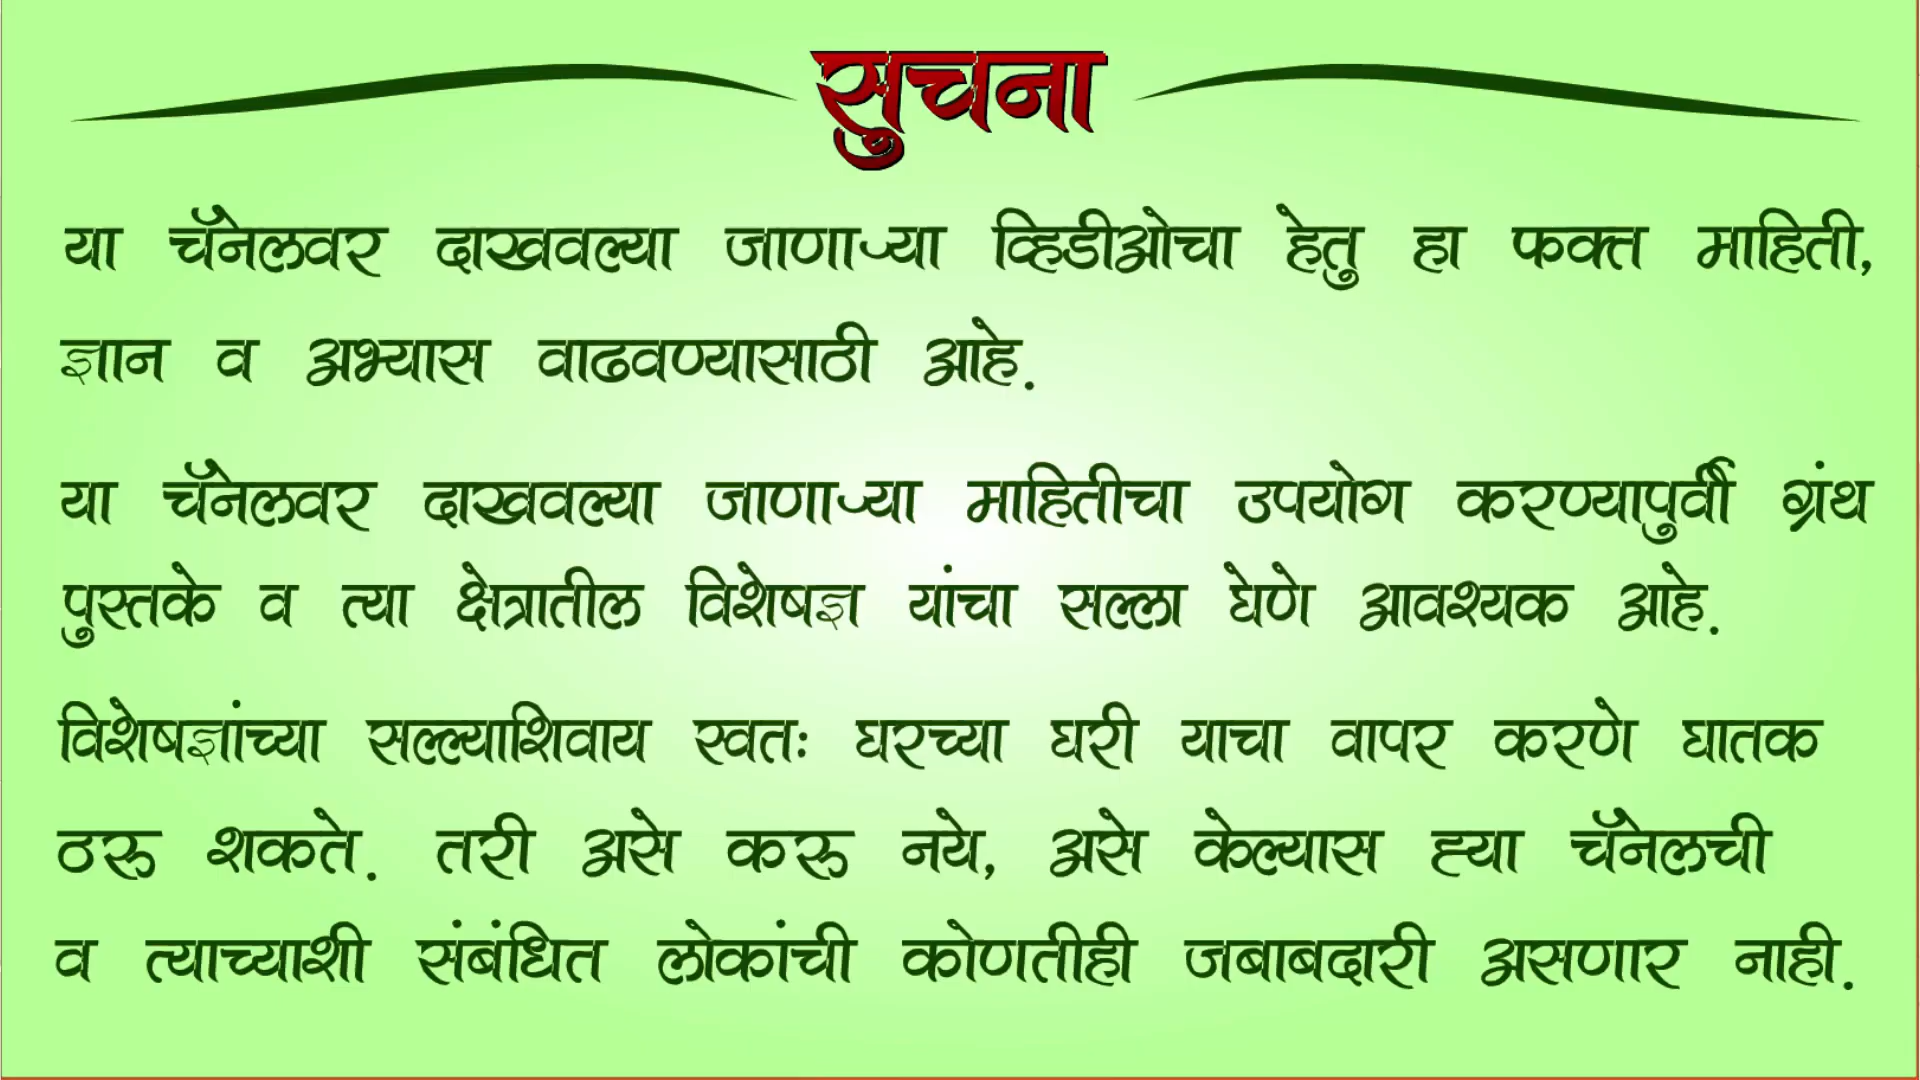 सुचना
या चॅनेलवर दाखवल्या जाणाऱ्या व्हिडीओचा हेतु हा फक्त माहिती,
ज्ञान व अभ्यास वाढवण्यासाठी आहे.
या चॅनेलवर दाखवल्या जाणाऱ्या माहितीचा उपयोग करण्यापुर्वी ग्रंथ
पुस्तके व त्या क्षेत्रातील विशेषज्ञ यांचा सल्ला घेणे आवश्यक आहे.
विशेषज्ञांच्या सल्ल्याशिवाय स्वतः घरच्या घरी याचा वापर करणे घातक
ठरू शकते. तरी असे करू नये, असे केल्यास ह्या चॅनेलची
व त्याच्याशी संबंधित लोकांची कोणतीही जबाबदारी असणार नाही.